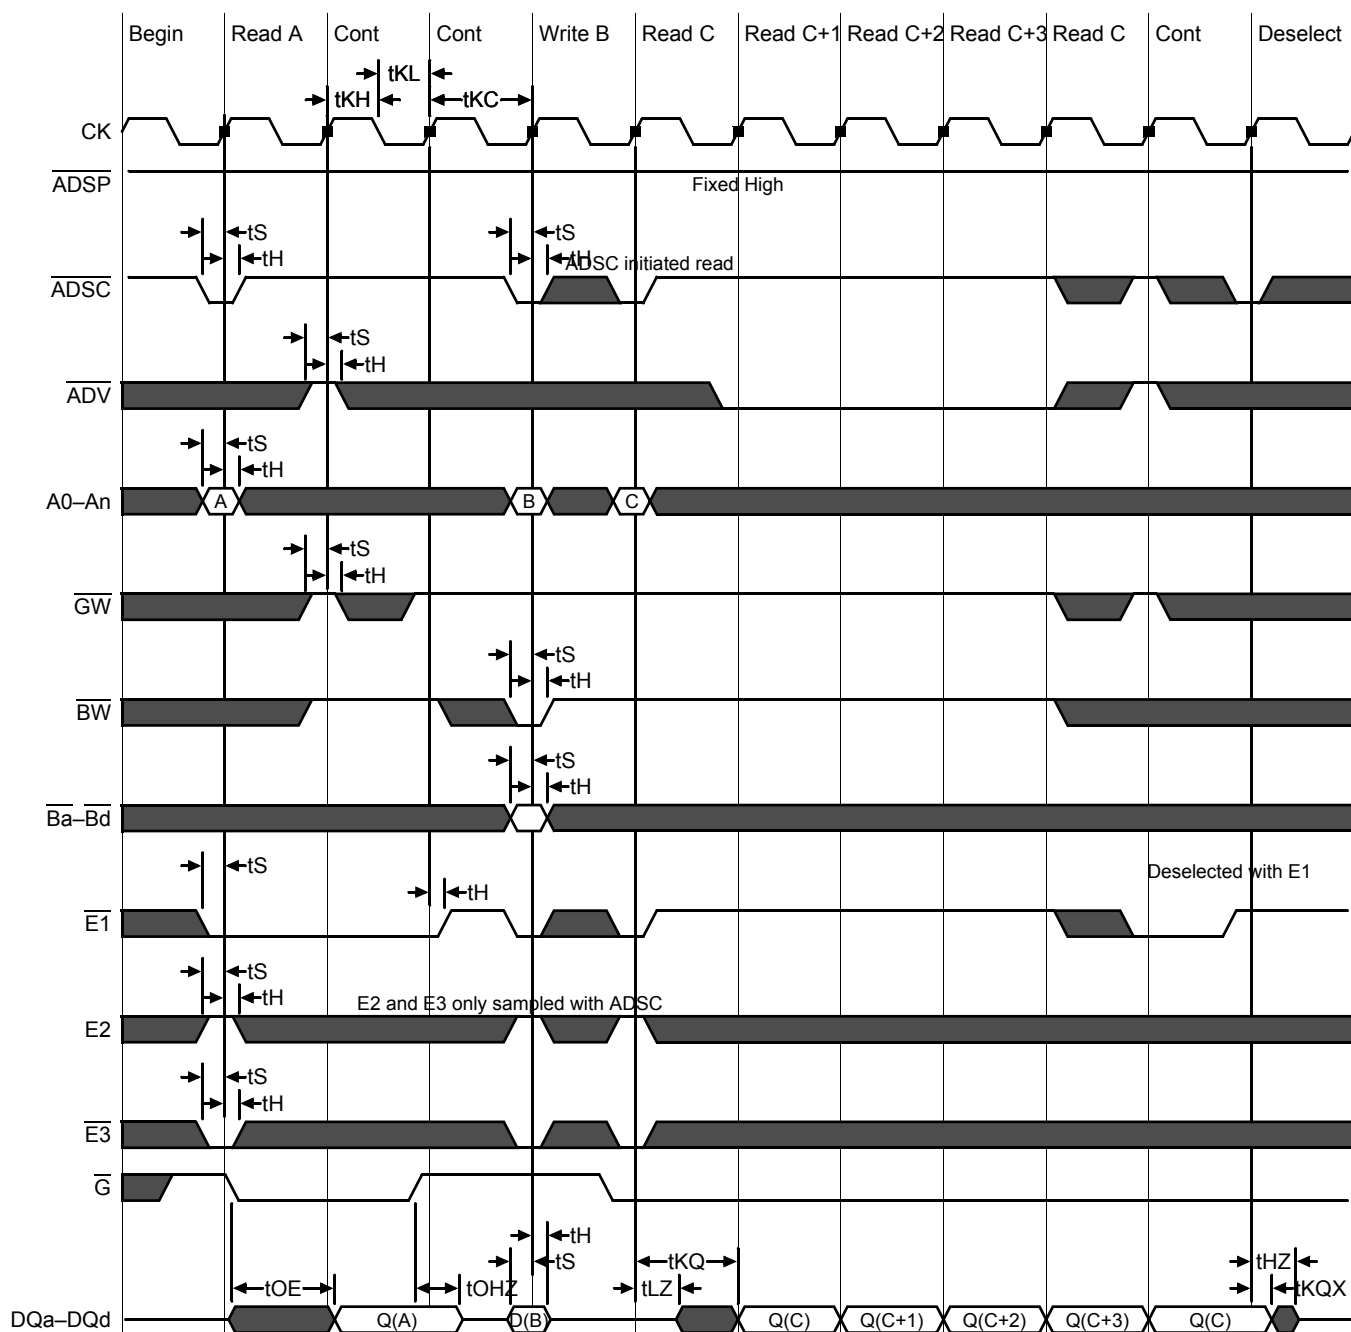 Begin Read A Cont Cont Write B Read C Read C+1 Read C+2 Read C+3 Read C Cont Deselect
tKL
tKH tKC
CK
ADSP
Fixed High
tS tS
tH tH
ADSC initiated read
ADSC
tS
tH
ADV
tS
tH
A0–An A B C
tS
tH
GW
tS
tH
BW
tS
tH
Ba–Bd
tS Deselected with E1
tH
E1
tS
tH E2 and E3 only sampled with ADSC
E2
tS
tH
E3
G
tH
tS tKQ tHZ
tOE tOHZ tLZ tKQX
DQa–DQd Q(A) D(B) Q(C) Q(C+1) Q(C+2) Q(C+3) Q(C)